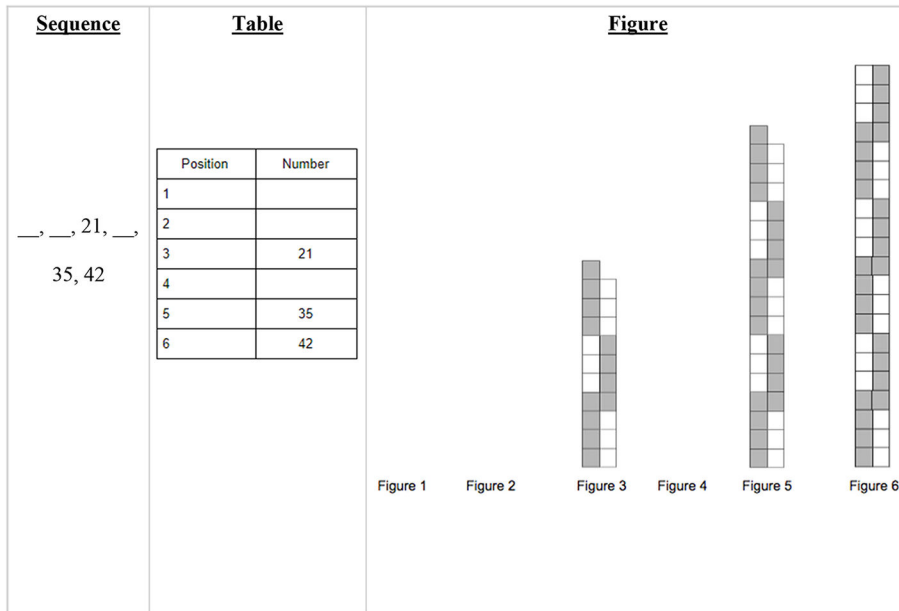 Sequence
Table
Figure
__, __, 21, __,
35, 42
Position Number
1
2
3 21
4
5 35
6 42
Figure 1 Figure 2 Figure 3 Figure 4 Figure 5 Figure 6